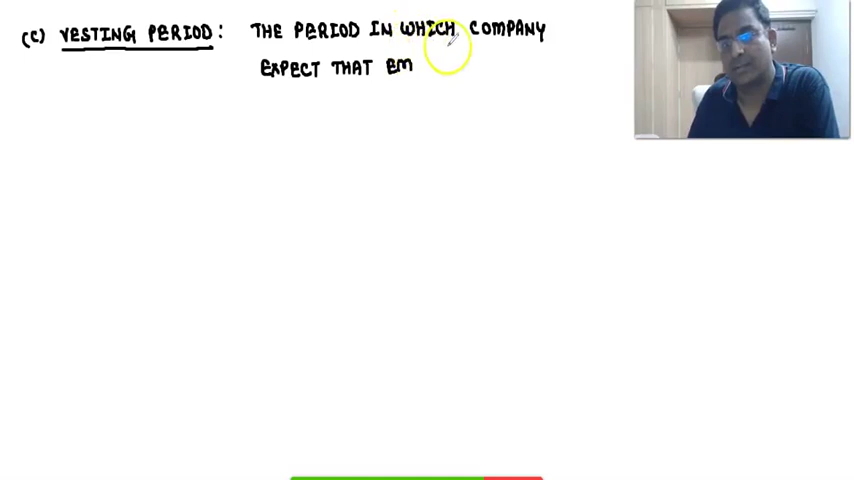 (C) VESTING PERIOD : THE PERIOD IN WHICH COMPANY
EXPECT THAT EM